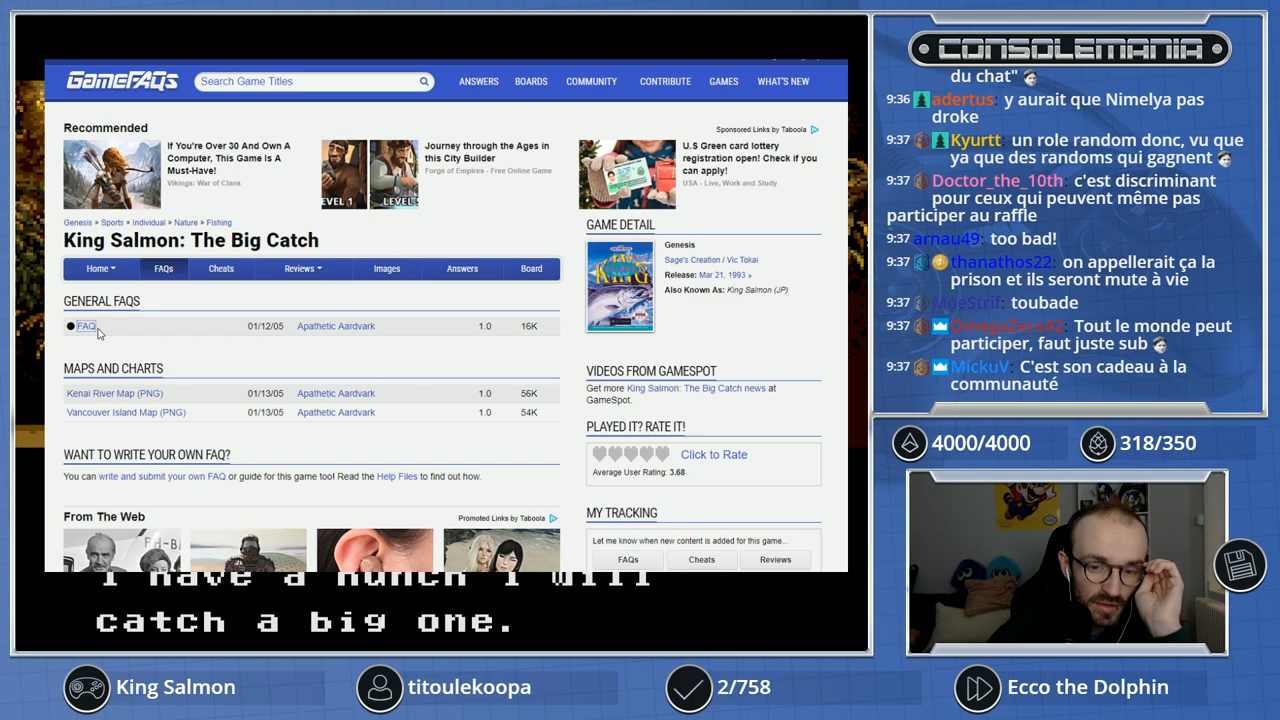 GameFAQs
Search Game Titles
ANSWERS BOARDS COMMUNITY CONTRIBUTE GAMES WHAT'S NEW
Recommended
Sponsored Links by Taboola
If You're Over 30 And Own A
Computer, This Game Is A
Must-Have!
Vikings: War of Clans
LEVEL 1
LEVEL
Journey through the Ages in
this City Builder
Forge of Empires - Free Online Game
U.S Green card lottery
registration open! Check if you
can apply!
USA - Live, Work and Study
Genesis » Sports » Individual » Nature » Fishing
King Salmon: The Big Catch
Home FAQs Cheats Reviews Images Answers Board
GENERAL FAQS
FAQ 01/12/05 Apathetic Aardvark 1.0 16K
MAPS AND CHARTS
Kenai River Map (PNG) 01/13/05 Apathetic Aardvark 1.0 56K
Vancouver Island Map (PNG) 01/13/05 Apathetic Aardvark 1.0 54K
WANT TO WRITE YOUR OWN FAQ?
You can write and submit your own FAQ or guide for this game too! Read the Help Files to find out how.
From The Web
Promoted Links by Taboola
GAME DETAIL
Genesis
Sage's Creation / Vic Tokai
Release: Mar 21, 1993 »
Also Known As: King Salmon (JP)
VIDEOS FROM GAMESPOT
Get more King Salmon: The Big Catch news at
GameSpot.
PLAYED IT? RATE IT!
Click to Rate
Average User Rating: 3.68
MY TRACKING
Let me know when new content is added for this game...
FAQs Cheats Reviews
I have a hunch I will
catch a big one.
CONSOLEMANIA
du chat"
9:36 adertus: y aurait que Nimelya pas
droke
9:37 Kyurtt: un role random donc, vu que
ya que des randoms qui gagnent
9:37 Doctor_the_10th: c'est discriminant
pour ceux qui peuvent même pas
participer au raffle
9:37 arnau49: too bad!
9:37 thanathos22: on appellerait ça la
prison et ils seront mute à vie
9:37 MoeStrif: toubade
9:37 OmegaZero42: Tout le monde peut
participer, faut juste sub
9:37 MickuV: C'est son cadeau à la
communauté
4000/4000
318/350
King Salmon
titoulekoopa
2/758
Ecco the Dolphin